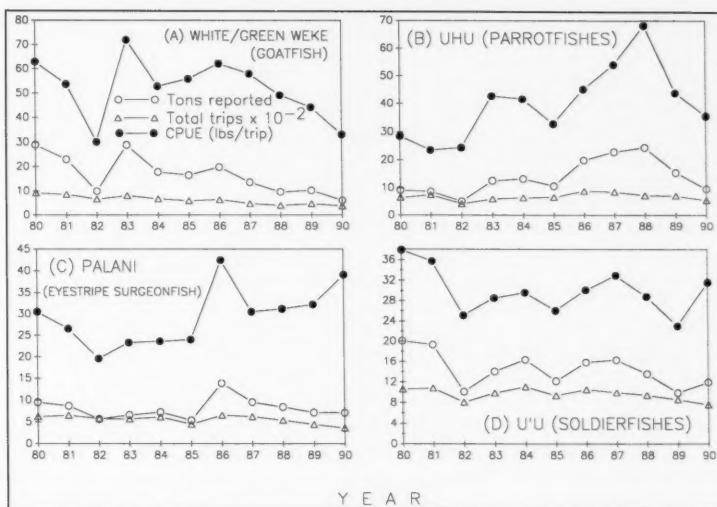 (A) WHITE/GREEN WEKE
(GOATFISH)
Tons reported
Total trips x 10-2
CPUE (lbs/trip)
80
70
60
50
40
30
20
10
0
80 81 82 83 84 85 86 87 88 89 90
(B) UHU (PARROTFISHES)
70
60
50
40
30
20
10
0
80 81 82 83 84 85 86 87 88 89 90
(C) PALANI
(EYESTRIPE SURGEONFISH)
45
40
35
30
25
20
15
10
5
0
80 81 82 83 84 85 86 87 88 89 90
36
32
28
24
20
16
12
8
4
0
(D) U'U (SOLDIERFISHES)
80 81 82 83 84 85 86 87 88 89 90
YEAR